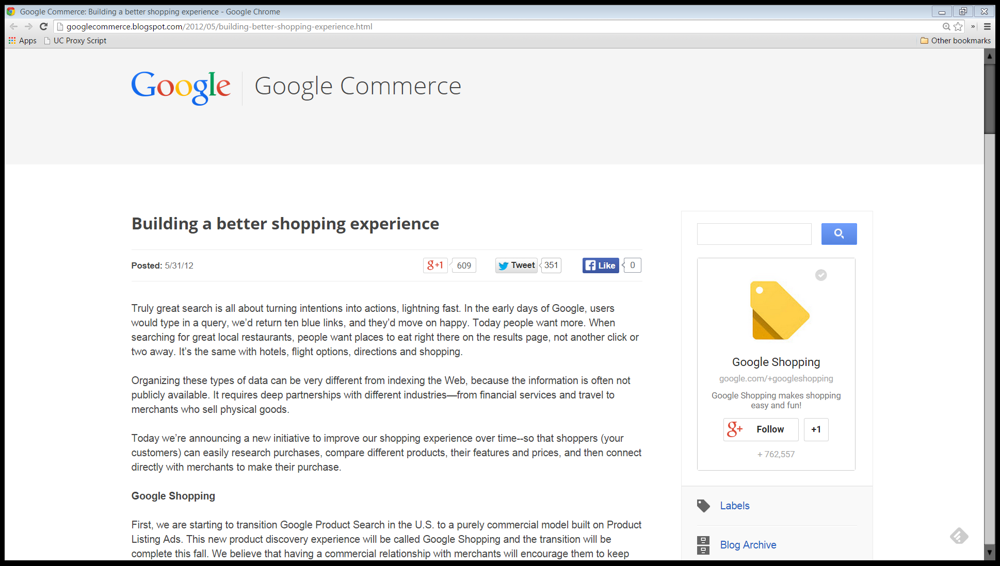 Google Commerce: Building a better shopping experience - Google Chrome
googlecommerce.blogspot.com/2012/05/building-better-shopping-experience.html
»
Apps
UC Proxy Script
Other bookmarks
Google
Google Commerce
Building a better shopping experience
Posted: 5/31/12
g+1
609
Tweet
351
Like
0
Truly great search is all about turning intentions into actions, lightning fast. In the early days of Google, users
would type in a query, we’d return ten blue links, and they’d move on happy. Today people want more. When
searching for great local restaurants, people want places to eat right there on the results page, not another click or
two away. It’s the same with hotels, flight options, directions and shopping.
Organizing these types of data can be very different from indexing the Web, because the information is often not
publicly available. It requires deep partnerships with different industries—from financial services and travel to
merchants who sell physical goods.
Today we’re announcing a new initiative to improve our shopping experience over time--so that shoppers (your
customers) can easily research purchases, compare different products, their features and prices, and then connect
directly with merchants to make their purchase.
Google Shopping
First, we are starting to transition Google Product Search in the U.S. to a purely commercial model built on Product
Listing Ads. This new product discovery experience will be called Google Shopping and the transition will be
complete this fall. We believe that having a commercial relationship with merchants will encourage them to keep
Google Shopping
google.com/+googleshopping
Google Shopping makes shopping
easy and fun!
g+ Follow
+1
+ 762,557
Labels
Blog Archive